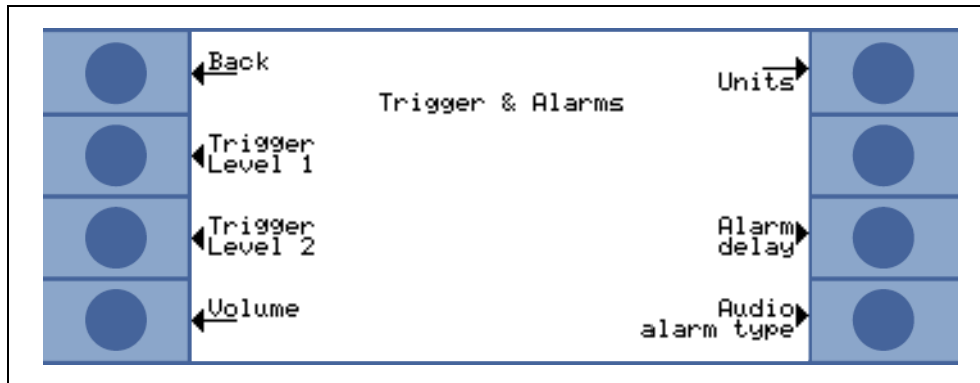 Back
Units
Trigger & Alarms
Trigger
Level 1
Trigger
Level 2
Alarm
delay
Volume
Audio
alarm type